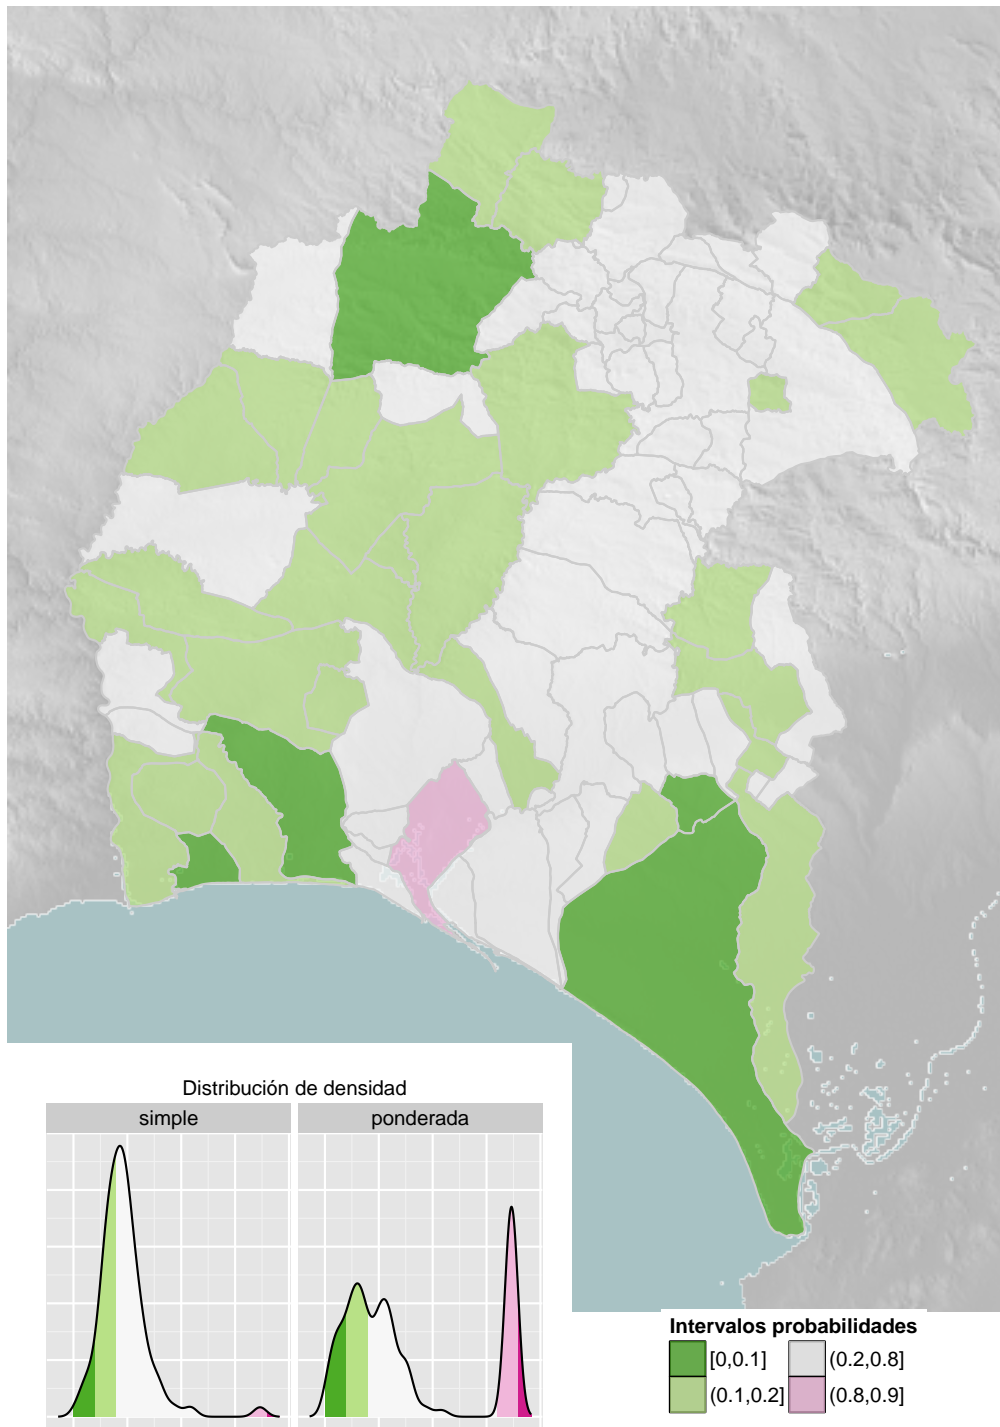 Distribución de densidad
simple
ponderada
Intervalos probabilidades
[0,0.1]
(0.2,0.8]
(0.1,0.2]
(0.8,0.9]